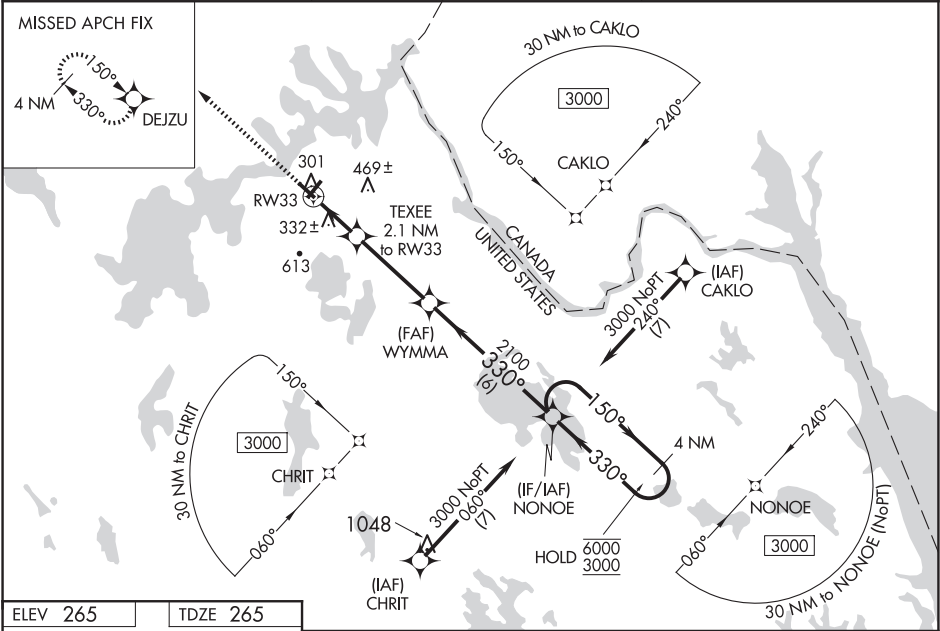 MISSED APCH FIX
150°
4 NM
330°
DEJZU
30 NM to CAKLO
3000
150°
240°
CAKLO
301
469±
RW33
332±
TEXEE
2.1 NM
to RW33
613
CANADA
UNITED STATES
(IAF)
CAKLO
3000 NoPT
240°
(7)
(FAF)
WYMMA
2100
330°
(6)
150°
4 NM
330°
(IF/IAF)
NONOE
HOLD
6000
3000
30 NM to CHRIT
150°
3000
CHRIT
060°
1048
3000 NoPT
060°
(7)
(IAF)
CHRIT
240°
NONOE
060°
3000
30 NM to NONOE (NoPT)
ELEV 265
TDZE 265